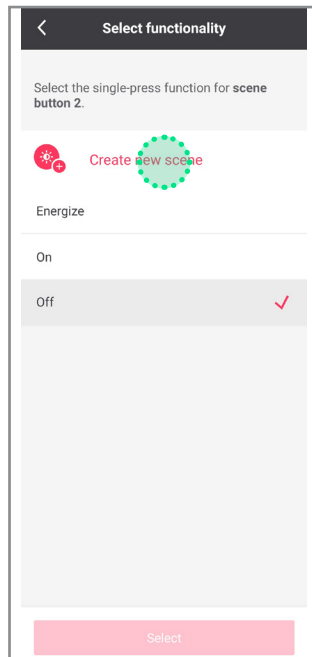 Select functionality
Select the single-press function for scene
button 2.
Create new scene
Energize
On
Off
Select